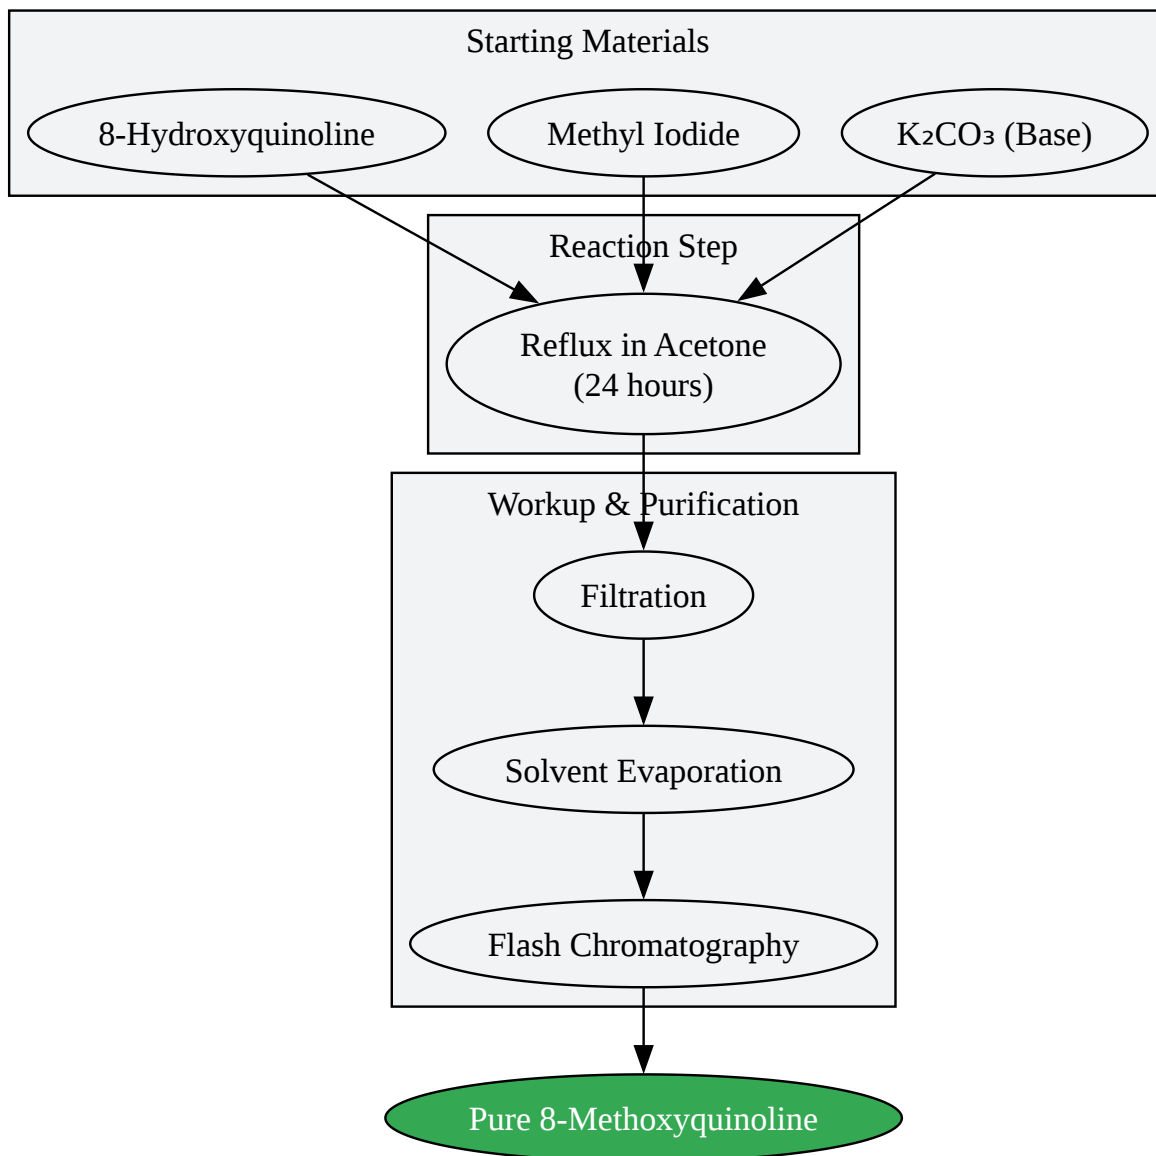 Starting Materials
8-Hydroxyquinoline
Methyl Iodide
K₂CO₃ (Base)
Reaction Step
Reflux in Acetone
(24 hours)
Workup & Purification
Filtration
Solvent Evaporation
Flash Chromatography
Pure 8-Methoxyquinoline